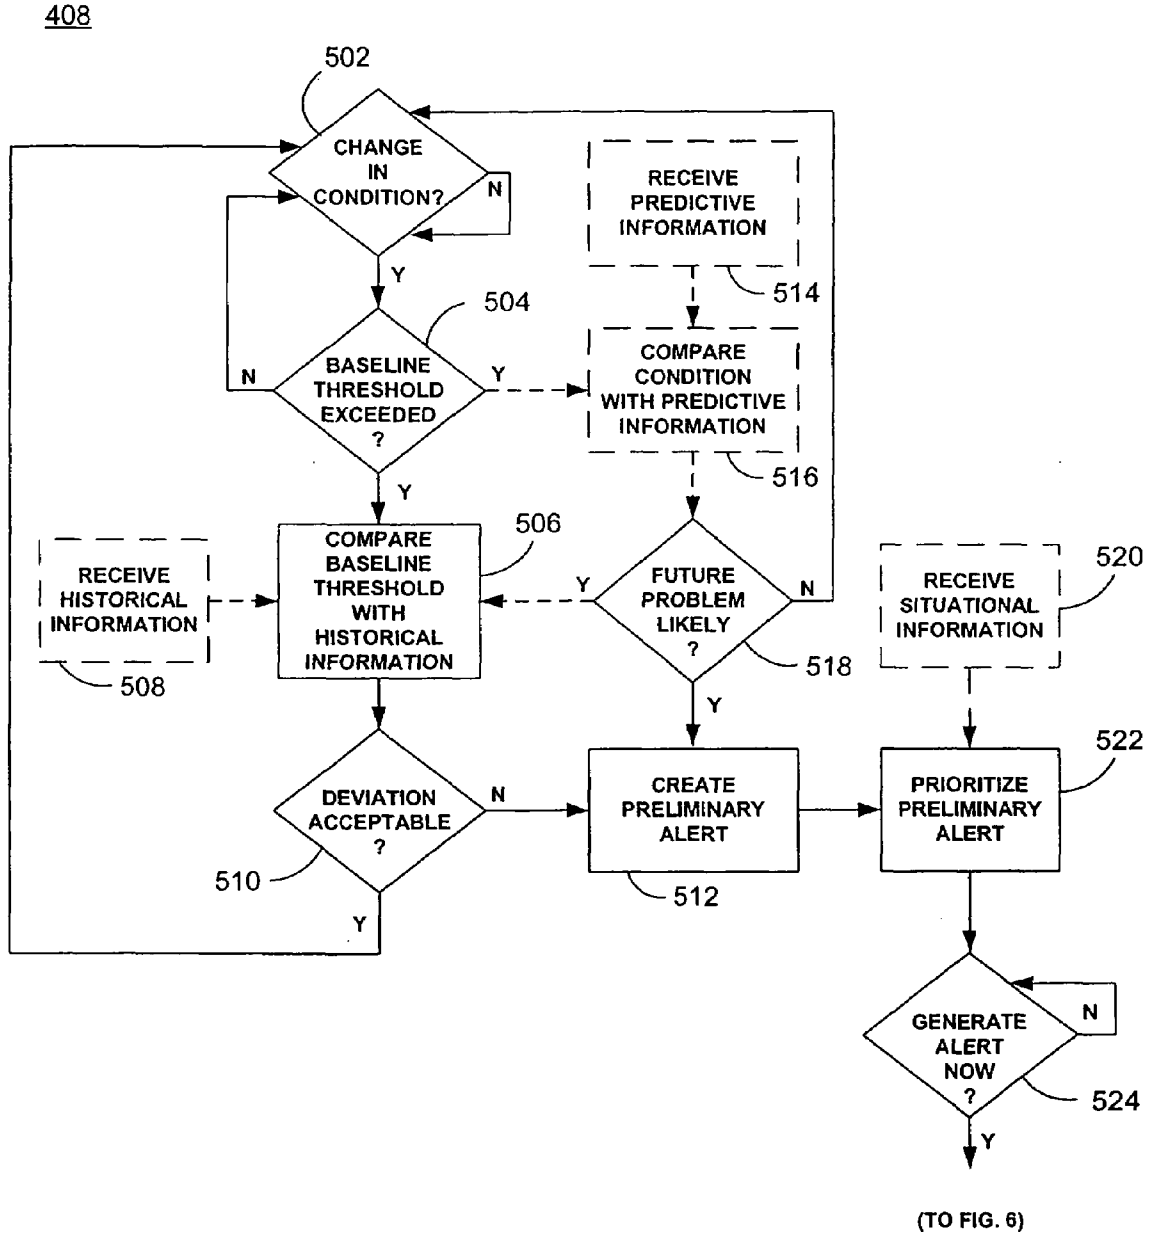 408
502
CHANGE
IN
CONDITION?
N
Y
504
BASELINE
THRESHOLD
EXCEEDED
?
N
Y
Y
RECEIVE
PREDICTIVE
INFORMATION
514
COMPARE
CONDITION
WITH PREDICTIVE
INFORMATION
516
RECEIVE
HISTORICAL
INFORMATION
508
COMPARE
BASELINE
THRESHOLD
WITH
HISTORICAL
INFORMATION
506
FUTURE
PROBLEM
LIKELY
?
Y
N
518
Y
RECEIVE
SITUATIONAL
INFORMATION
520
DEVIATION
ACCEPTABLE
?
N
510
Y
CREATE
PRELIMINARY
ALERT
512
PRIORITIZE
PRELIMINARY
ALERT
522
GENERATE
ALERT
NOW
?
N
524
Y
(TO FIG. 6)